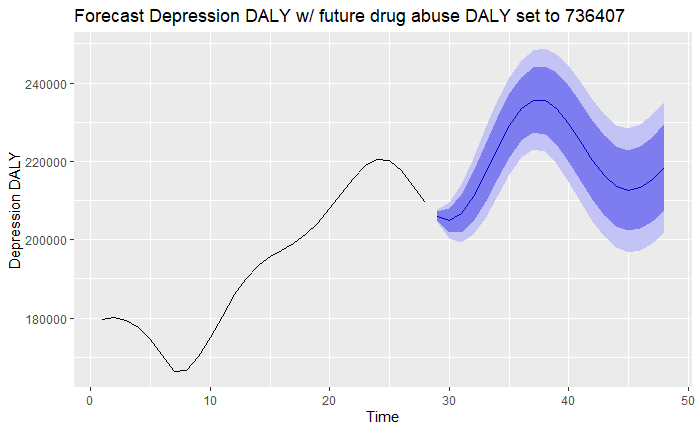 Forecast Depression DALY w/ future drug abuse DALY set to 736407
240000
220000
200000
180000
Depression DALY
0 10 20 30 40 50
Time